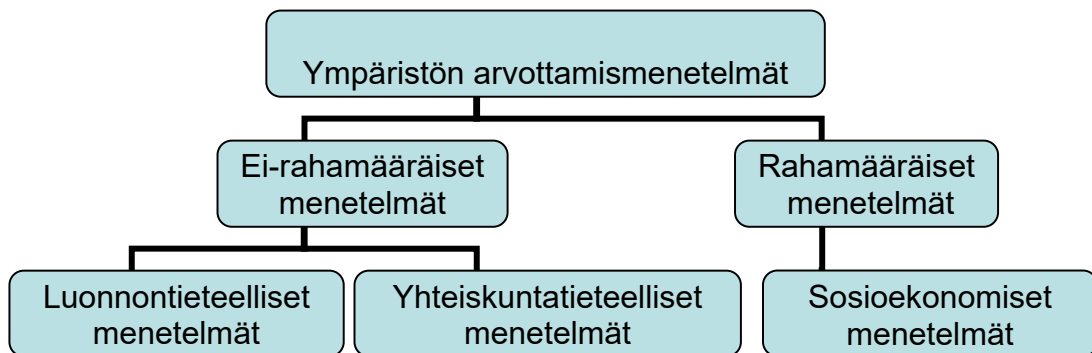 Ympäristön arvottamismenetelmät
Ei-rahamääräiset
menetelmät
Rahamääräiset
menetelmät
Luonnontieteelliset
menetelmät
Yhteiskuntatieteelliset
menetelmät
Sosioekonomiset
menetelmät